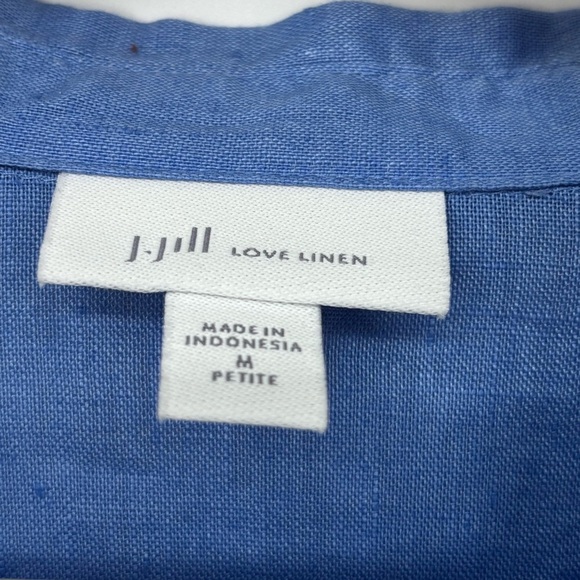 J.Jill LOVE LINEN
MADE IN
INDONESIA
M
PETITE